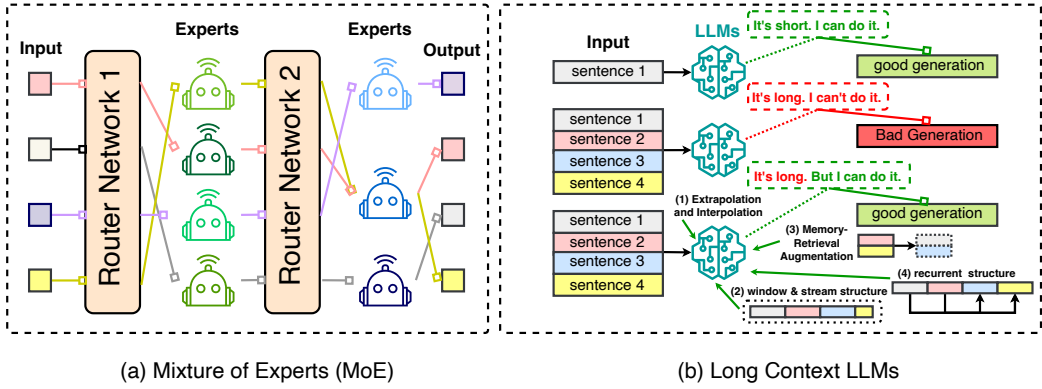 Input
Experts
Experts
Output
Router Network 1
Router Network 2
(a) Mixture of Experts (MoE)
Input
LLMs
It's short. I can do it.
sentence 1
good generation
It's long. I can't do it.
sentence 1
sentence 2
sentence 3
sentence 4
Bad Generation
It's long. But I can do it.
(1) Extrapolation
and Interpolation
good generation
sentence 1
sentence 2
sentence 3
sentence 4
(3) Memory-
Retrieval
Augmentation
(4) recurrent structure
(2) window & stream structure
(b) Long Context LLMs